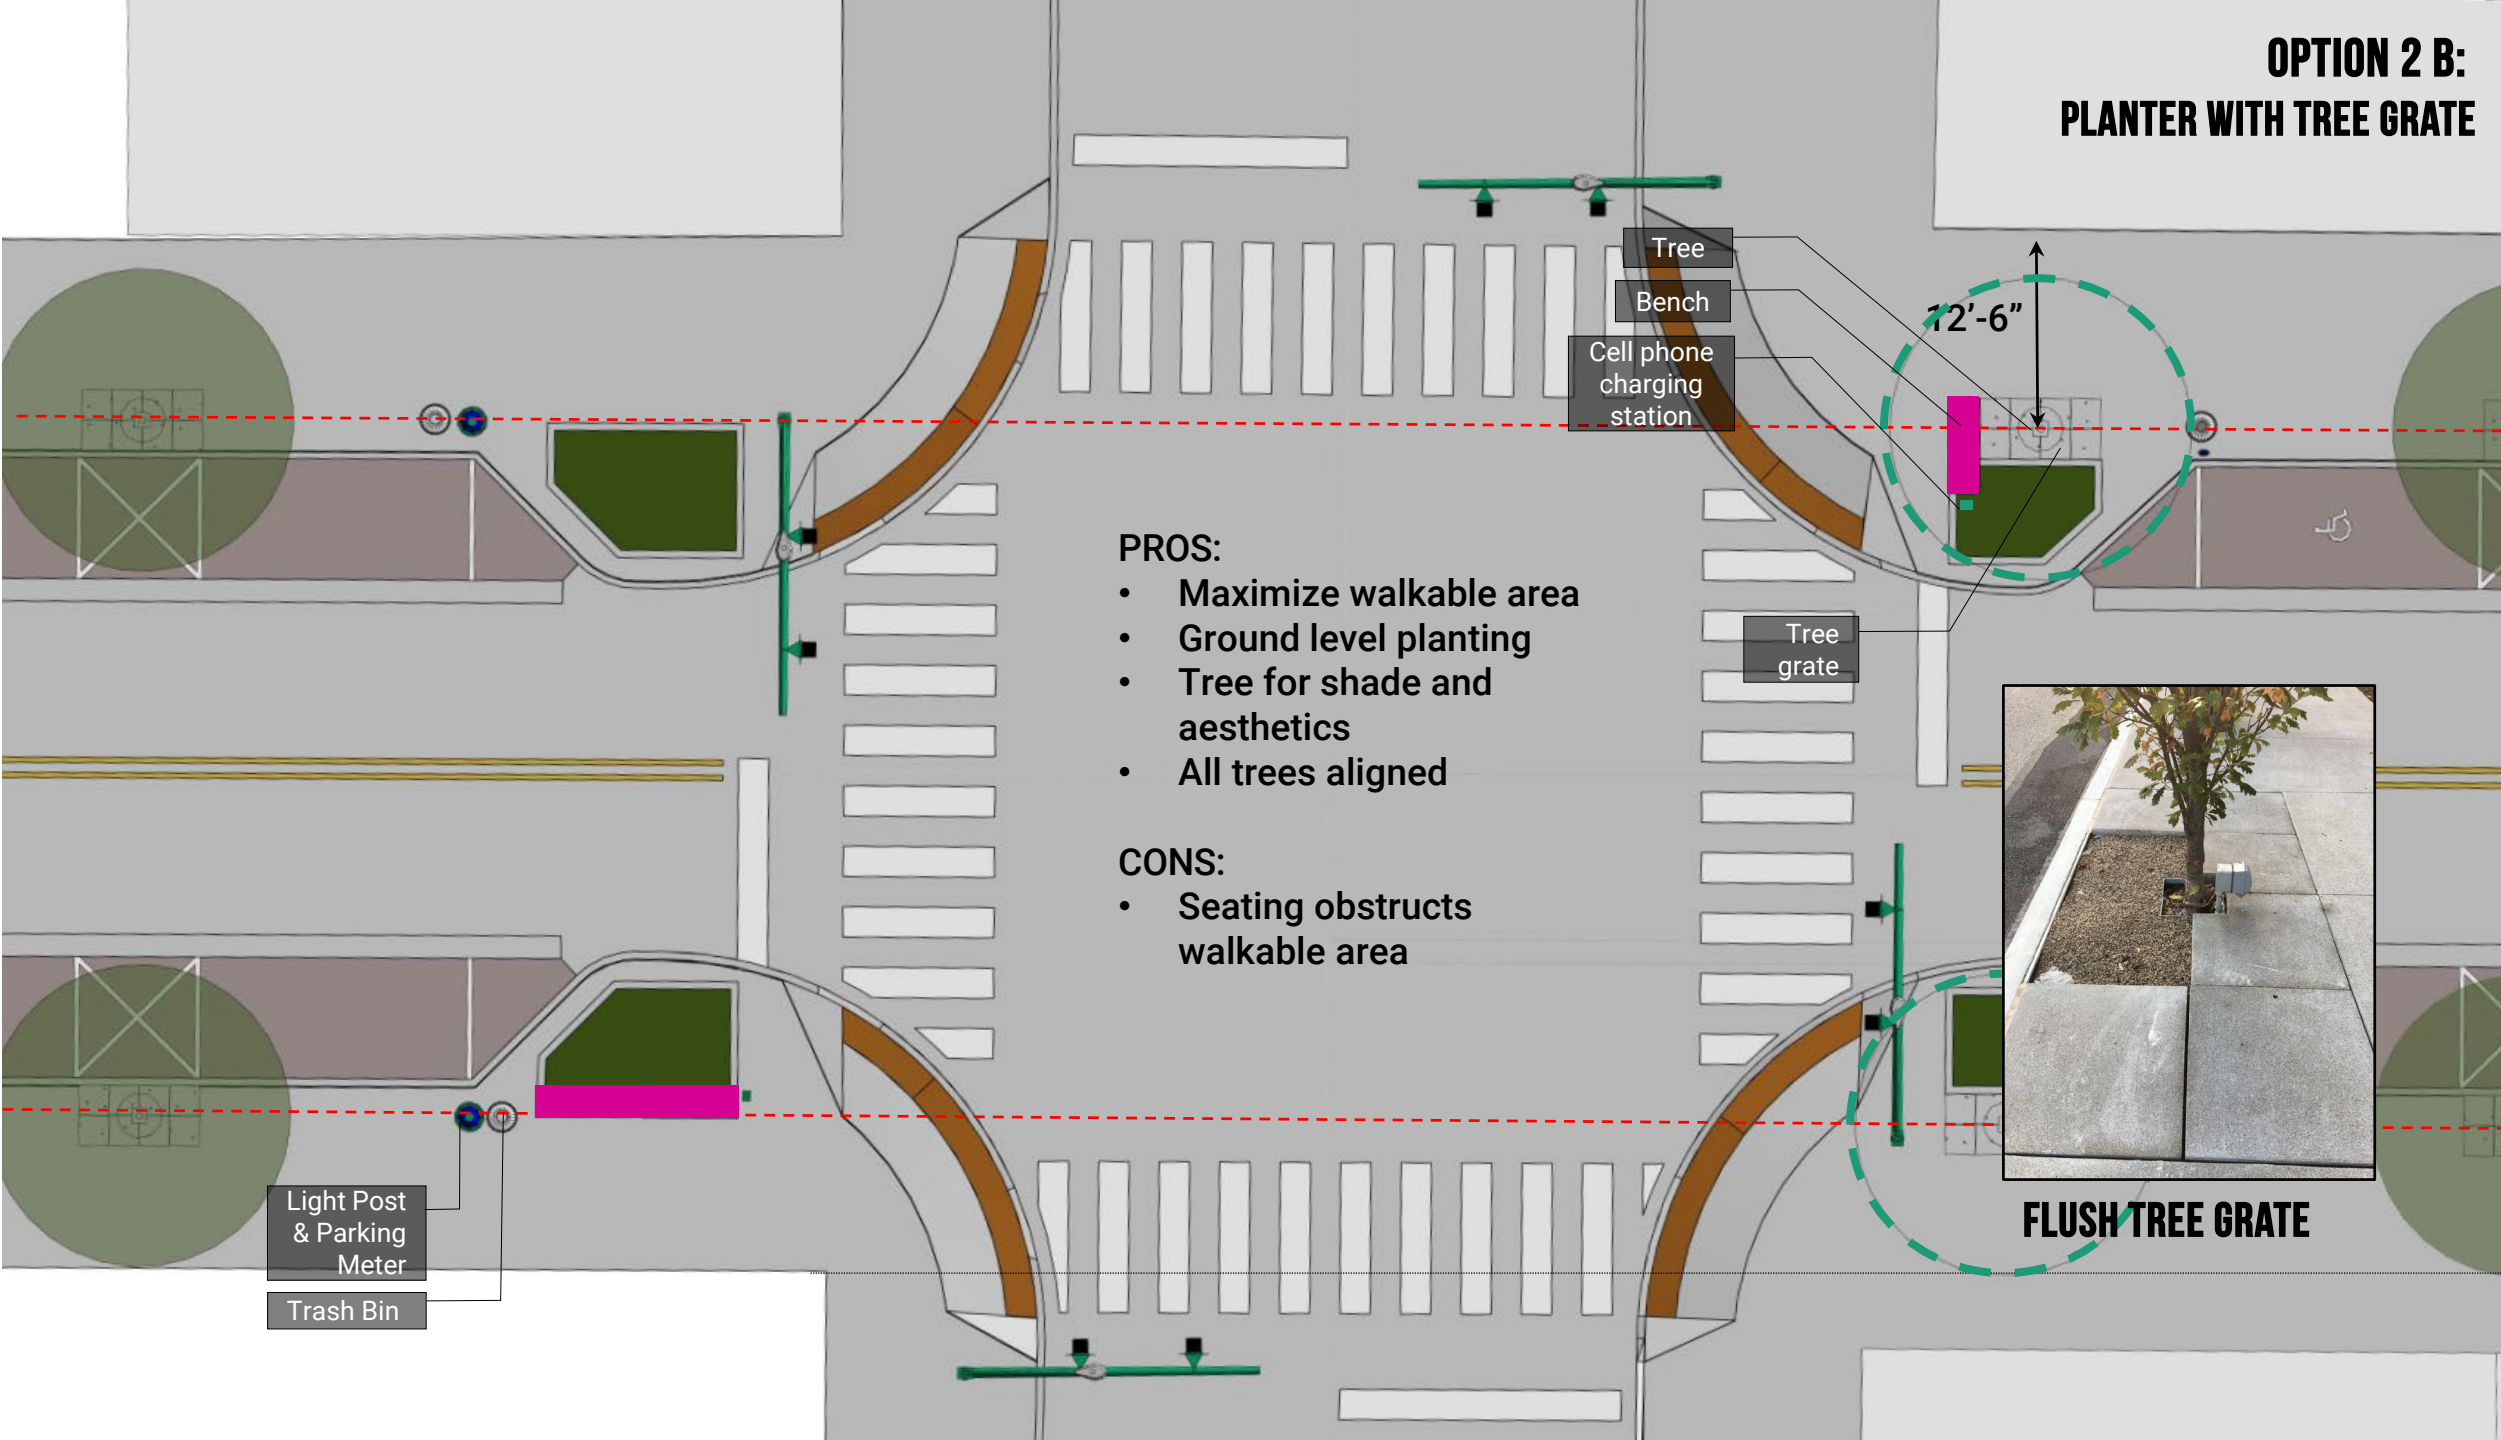 OPTION 2 B:
PLANTER WITH TREE GRATE
Tree
Bench
Cell phone
charging
station
12’-6”
Tree
grate
PROS:
• Maximize walkable area
• Ground level planting
• Tree for shade and
aesthetics
• All trees aligned
CONS:
• Seating obstructs
walkable area
FLUSH TREE GRATE
Light Post
& Parking
Meter
Trash Bin